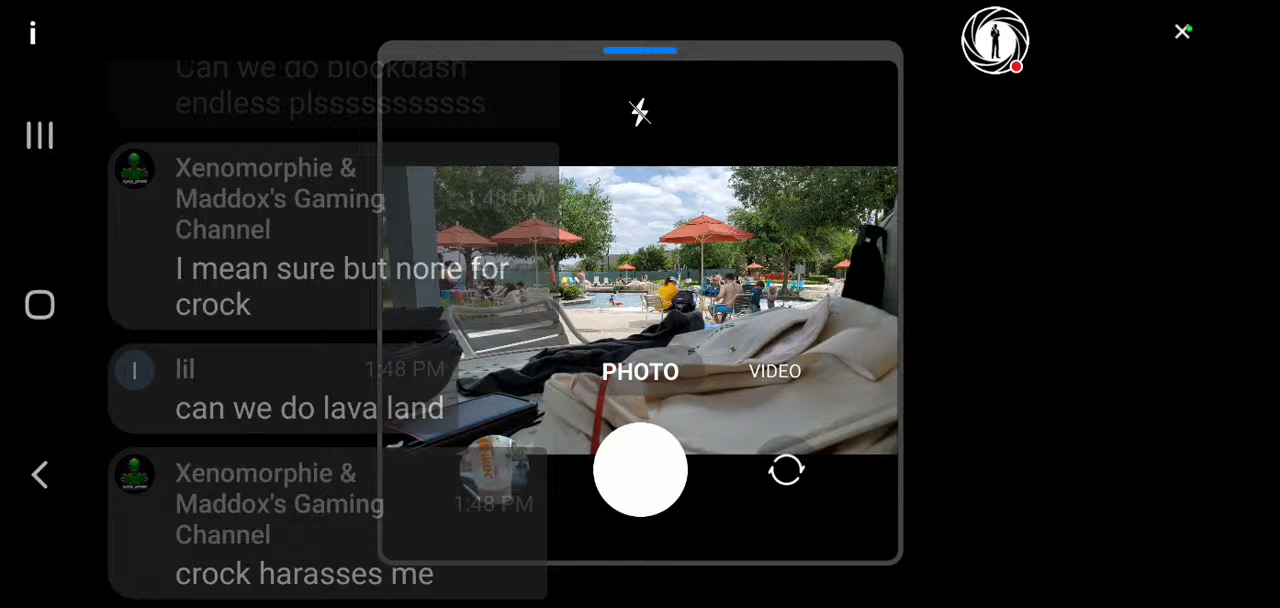 Can we do blockdash
endless plsssssssssss
Xenomorphie &
Maddox's Gaming
Channel
1:48 PM
I mean sure but none for
crock
l
lil
1:48 PM
can we do lava land
Xenomorphie &
Maddox's Gaming
Channel
1:48 PM
crock harasses me
PHOTO
VIDEO